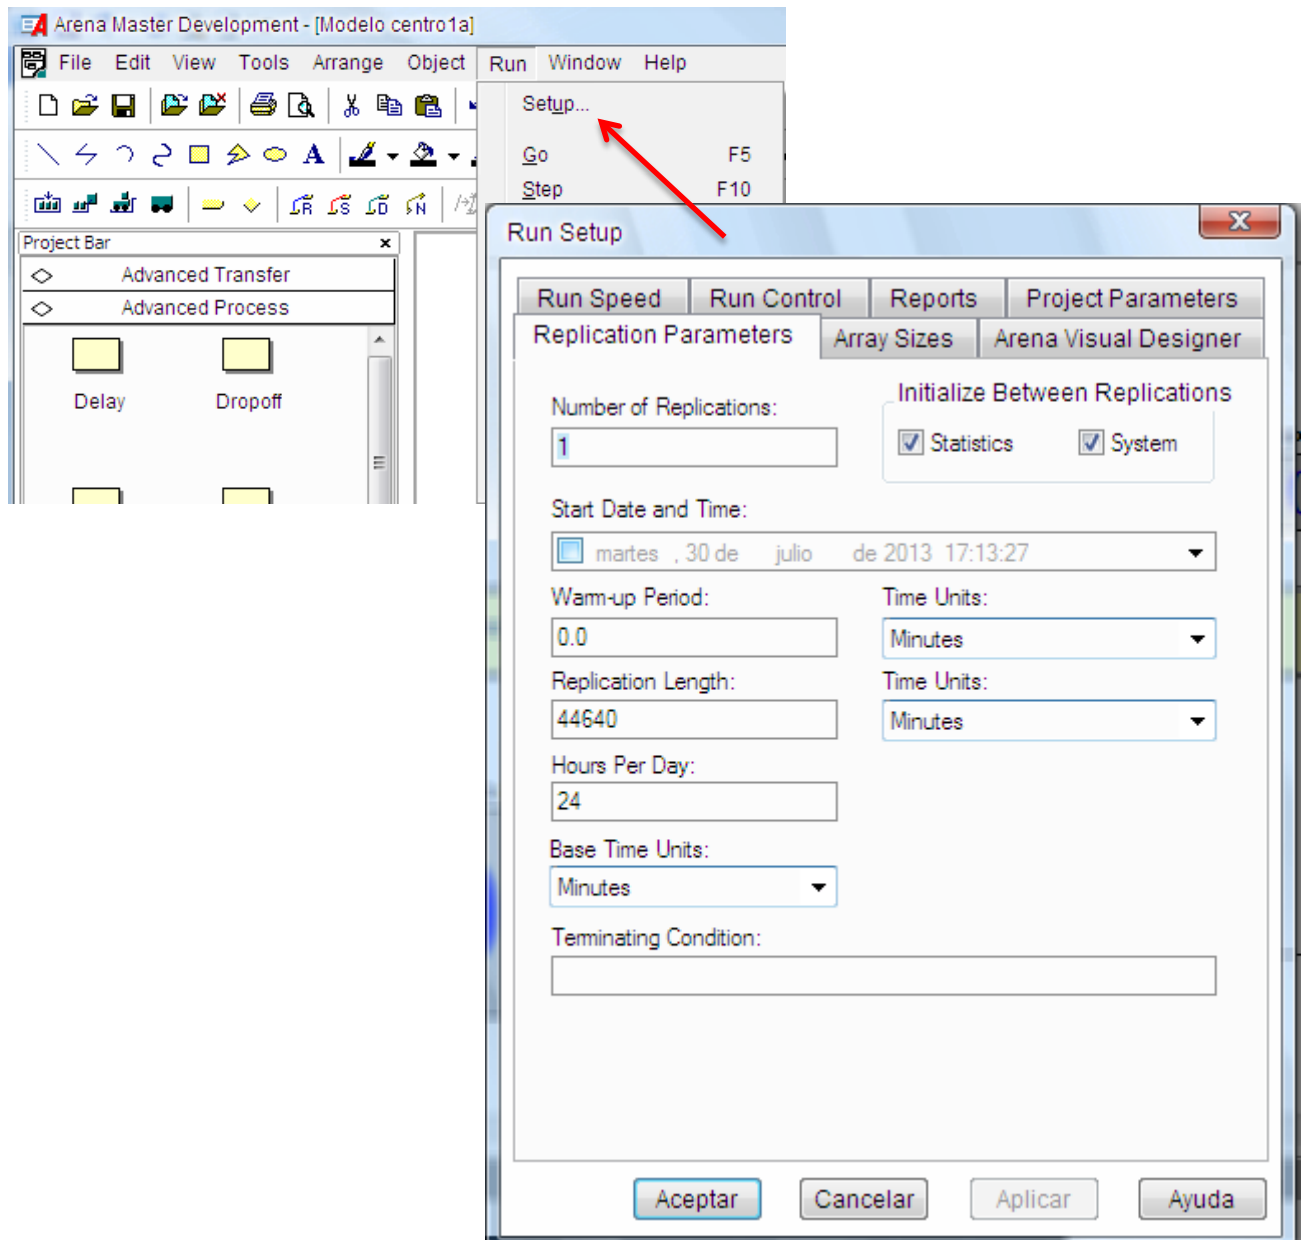 Arena Master Development - [Modelo centro1a]
File Edit View Tools Arrange Object Run Window Help
Setup...
Go F5
Step F10
Project Bar
Advanced Transfer
Advanced Process
Delay Dropoff
Run Setup
Run Speed Run Control Reports Project Parameters
Replication Parameters Array Sizes Arena Visual Designer
Number of Replications:
1
Initialize Between Replications
Statistics System
Start Date and Time:
martes , 30 de julio de 2013 17:13:27
Warm-up Period: Time Units:
0.0 Minutes
Replication Length: Time Units:
44640 Minutes
Hours Per Day:
24
Base Time Units:
Minutes
Terminating Condition:
Aceptar Cancelar Aplicar Ayuda